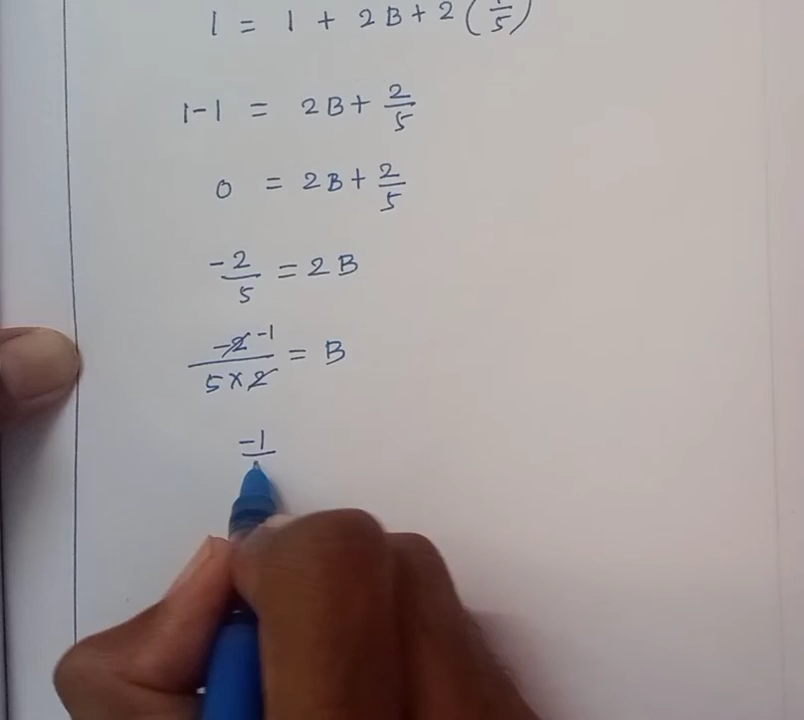 1 = 1 + 2B + 2 (1/5)
1-1 = 2B + 2/5
0 = 2B + 2/5
-2/5 = 2B
-2 -1 / 5 × 2 = B
-1